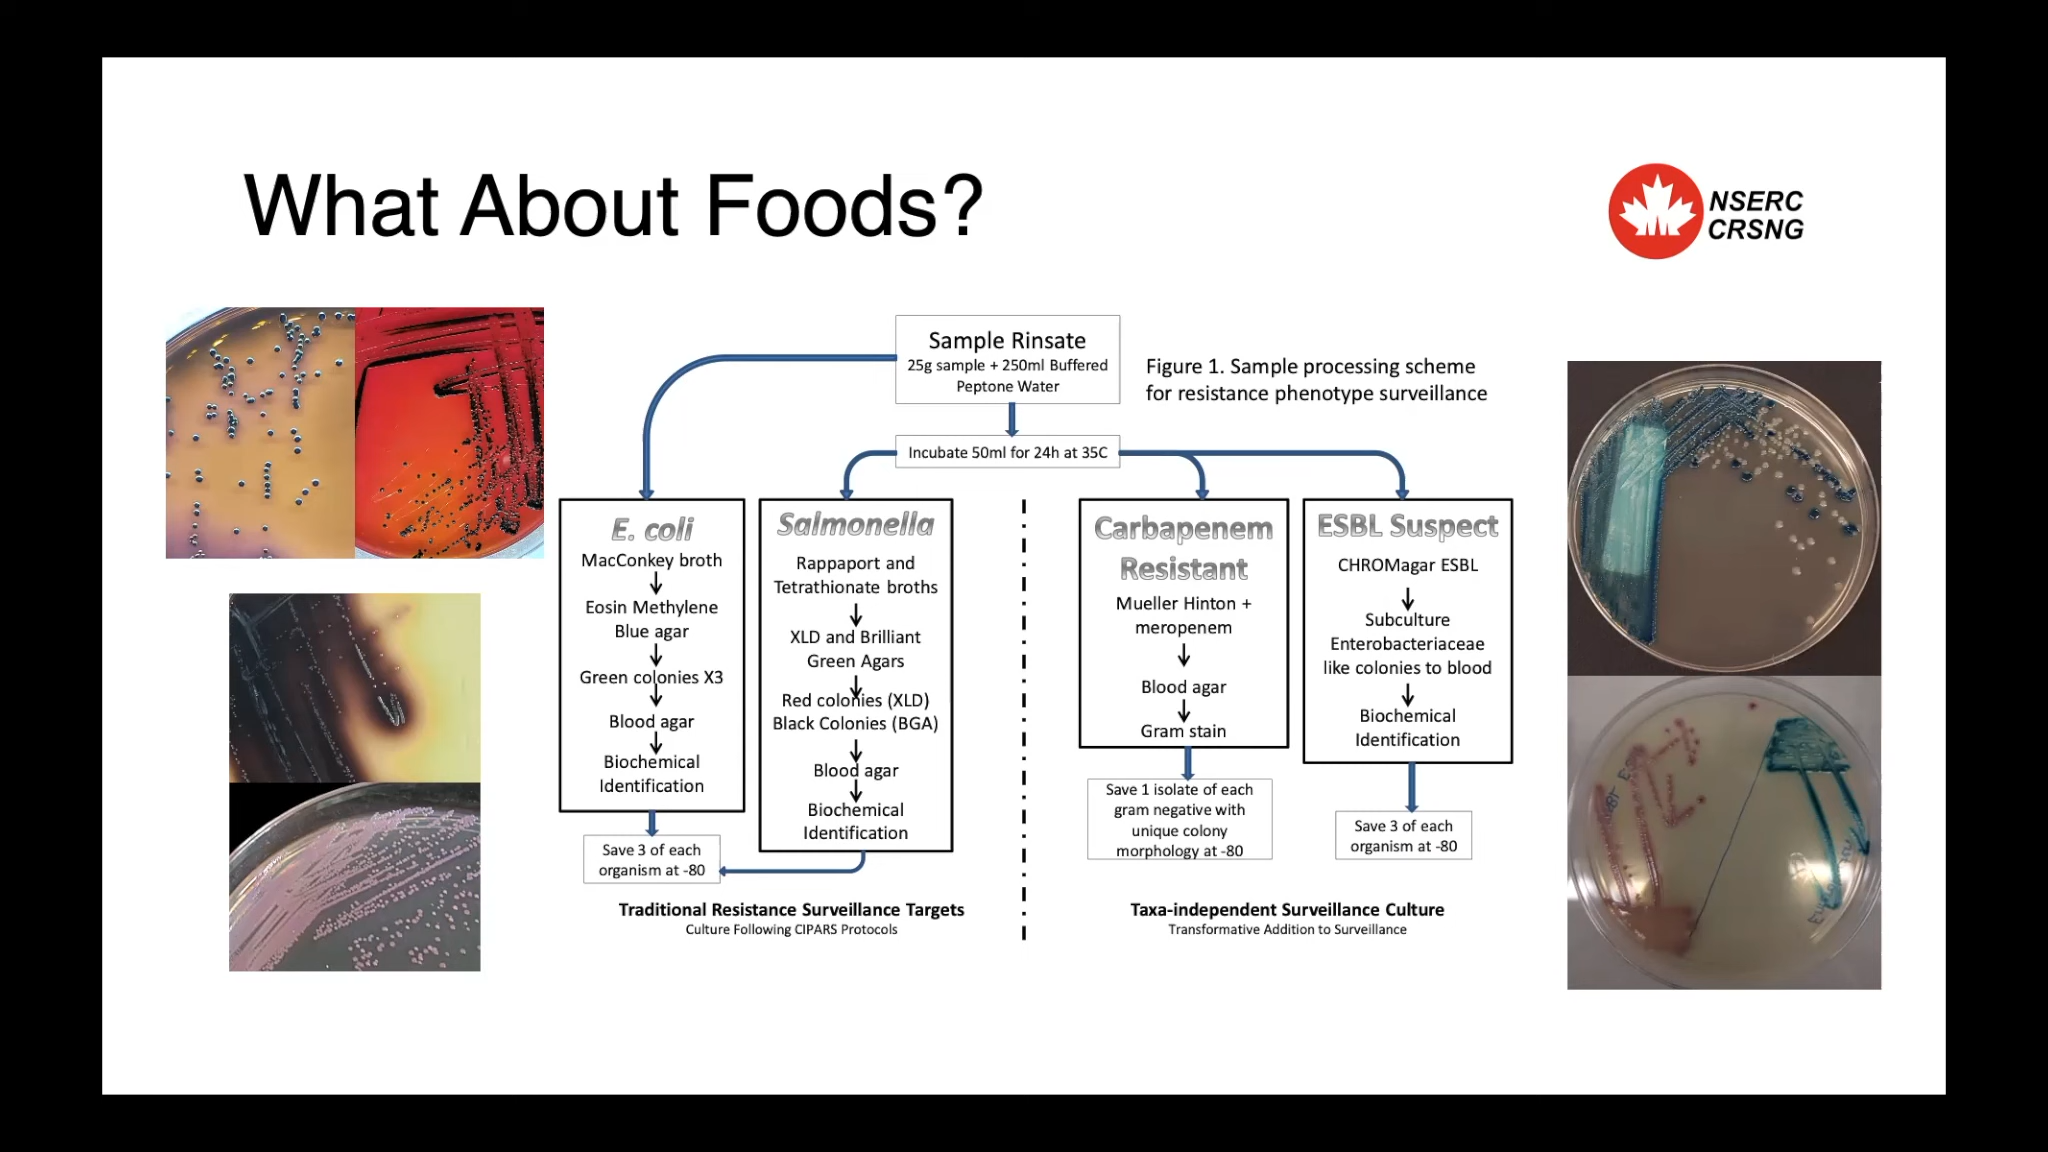 What About Foods?
NSERC
CRSNG
Sample Rinsate
25g sample + 250ml Buffered
Peptone Water
Figure 1. Sample processing scheme
for resistance phenotype surveillance
Incubate 50ml for 24h at 35C
E. coli
MacConkey broth
Eosin Methylene
Blue agar
Green colonies X3
Blood agar
Biochemical
Identification
Save 3 of each
organism at -80
Salmonella
Rappaport and
Tetrathionate broths
XLD and Brilliant
Green Agars
Red colonies (XLD)
Black Colonies (BGA)
Blood agar
Biochemical
Identification
Traditional Resistance Surveillance Targets
Culture Following CIPARS Protocols
Carbapenem
Resistant
Mueller Hinton +
meropenem
Blood agar
Gram stain
Save 1 isolate of each
gram negative with
unique colony
morphology at -80
ESBL Suspect
CHROMagar ESBL
Subculture
Enterobacteriaceae
like colonies to blood
Biochemical
Identification
Save 3 of each
organism at -80
Taxa-independent Surveillance Culture
Transformative Addition to Surveillance